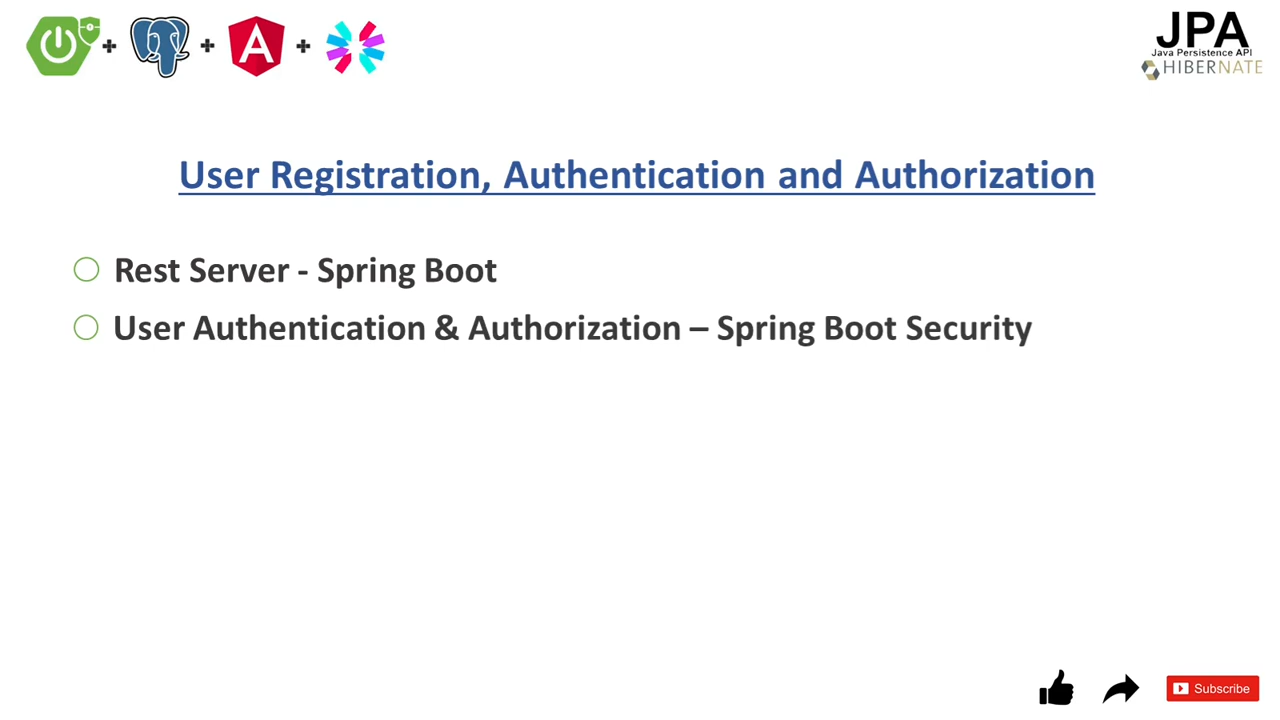 JPA
Java Persistence API
HIBERNATE
User Registration, Authentication and Authorization
Rest Server - Spring Boot
User Authentication & Authorization – Spring Boot Security
Subscribe